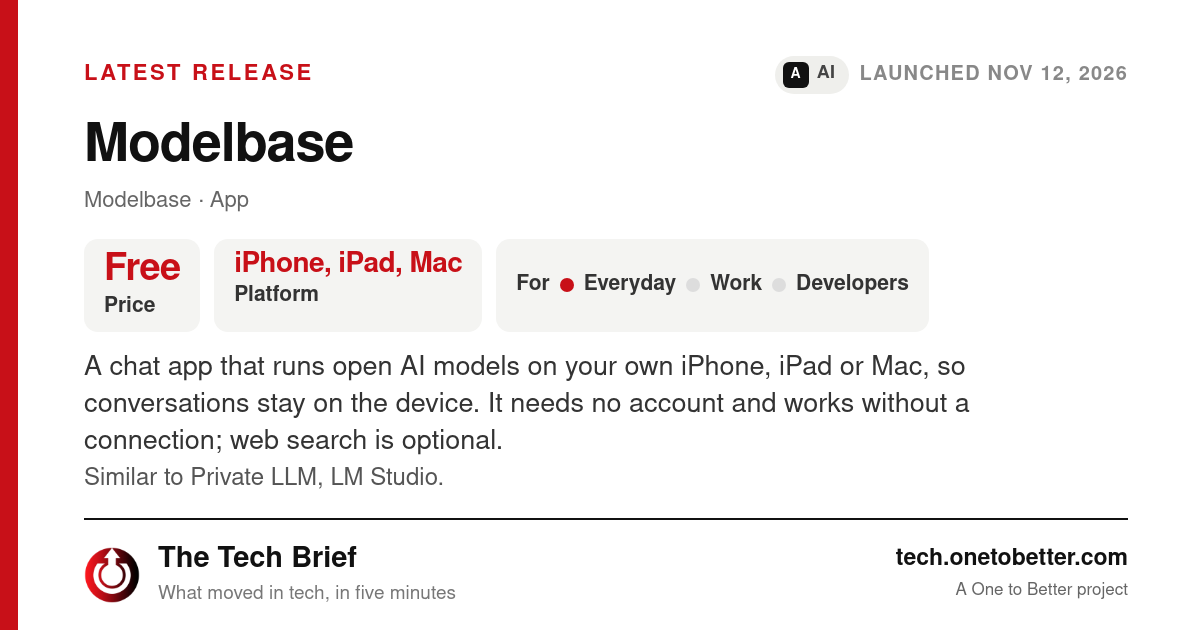 LATEST RELEASE
A AI LAUNCHED NOV 12, 2026
Modelbase
Modelbase · App
Free
Price
iPhone, iPad, Mac
Platform
For Everyday Work Developers
A chat app that runs open AI models on your own iPhone, iPad or Mac, so
conversations stay on the device. It needs no account and works without a
connection; web search is optional.
Similar to Private LLM, LM Studio.
The Tech Brief
What moved in tech, in five minutes
tech.onetobetter.com
A One to Better project